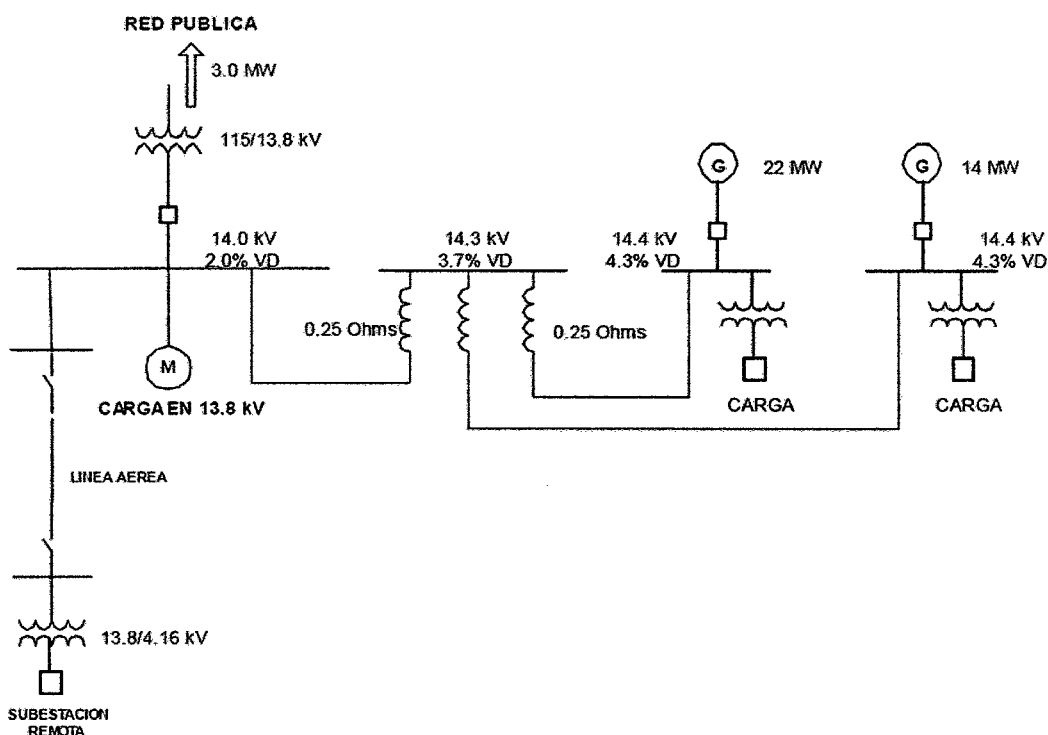 RED PUBLICA
3.0 MW
115/13.8 kV
G
22 MW
G
14 MW
14.0 kV
2.0% VD
14.3 kV
3.7% VD
14.4 kV
4.3% VD
14.4 kV
4.3% VD
0.25 Ohms
0.25 Ohms
M
CARGA EN 13.8 kV
CARGA
CARGA
LINEA AEREA
13.8/4.16 kV
SUBESTACION
REMOTA